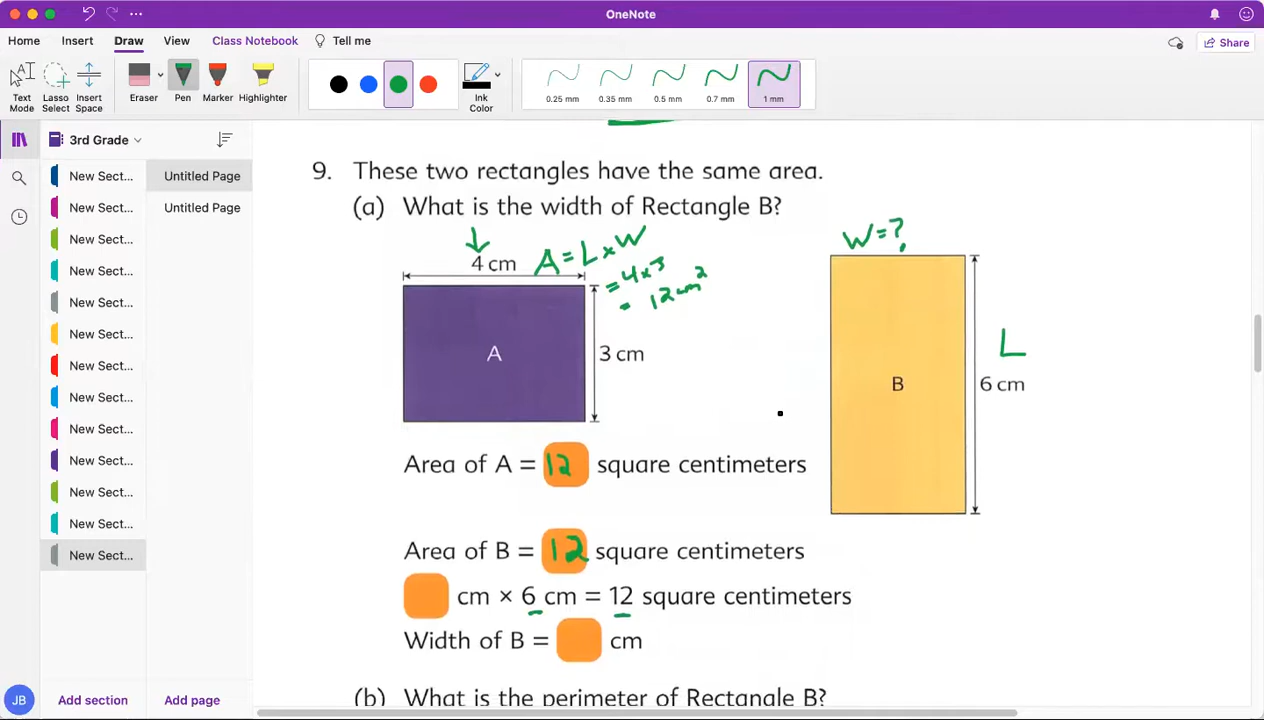 OneNote
Home Insert Draw View Class Notebook Tell me Share
Text Mode Lasso Select Insert Space Eraser Pen Marker Highlighter Ink Color 0.25 mm 0.35 mm 0.5 mm 0.7 mm 1 mm
3rd Grade
New Sect... Untitled Page
New Sect... Untitled Page
New Sect...
New Sect...
New Sect...
New Sect...
New Sect...
New Sect...
New Sect...
New Sect...
New Sect...
New Sect...
New Sect...
JB Add section Add page
9. These two rectangles have the same area.
(a) What is the width of Rectangle B?
4 cm A = L x W
= 4 x 3
= 12 cm²
A 3 cm
W = ?
L
B 6 cm
Area of A = 12 square centimeters
Area of B = 12 square centimeters
cm × 6 cm = 12 square centimeters
Width of B = cm
(b) What is the perimeter of Rectangle B?